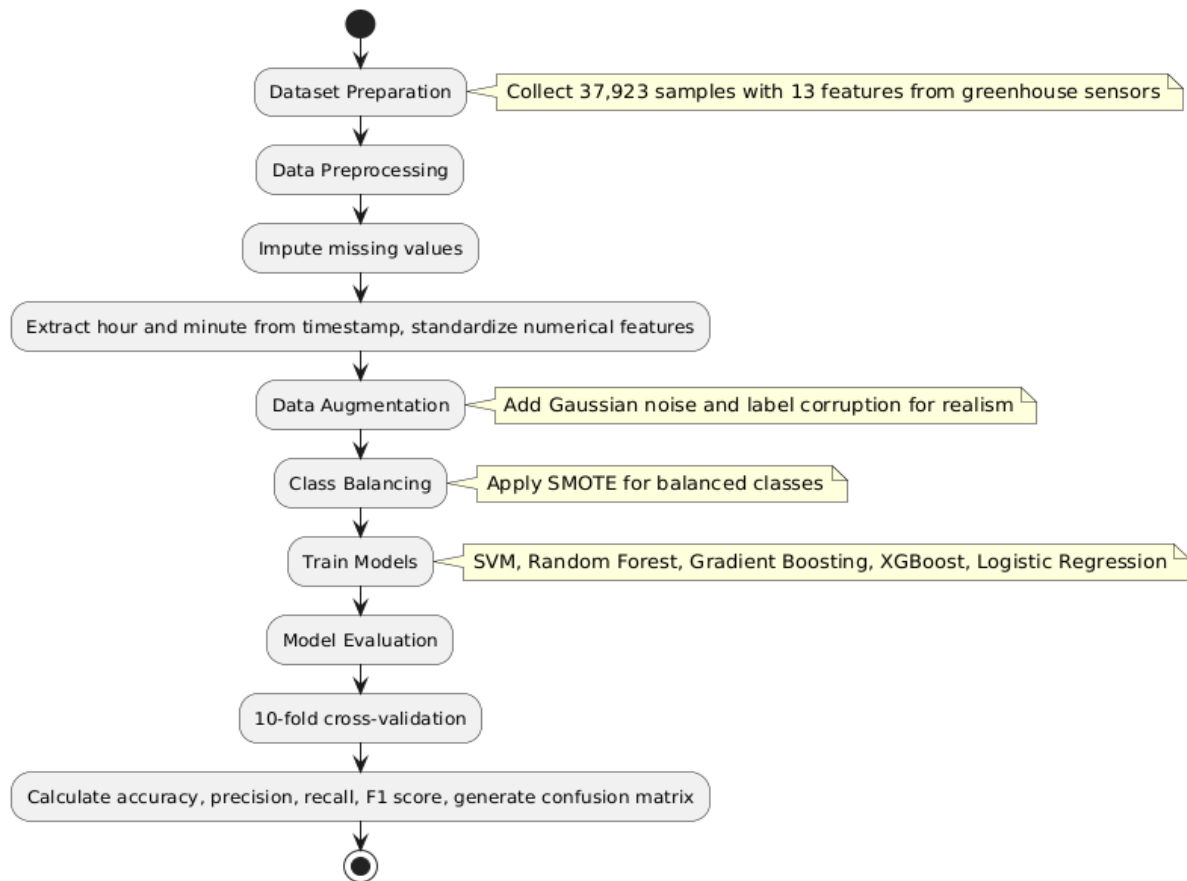 Dataset Preparation
Collect 37,923 samples with 13 features from greenhouse sensors
Data Preprocessing
Impute missing values
Extract hour and minute from timestamp, standardize numerical features
Data Augmentation
Add Gaussian noise and label corruption for realism
Class Balancing
Apply SMOTE for balanced classes
Train Models
SVM, Random Forest, Gradient Boosting, XGBoost, Logistic Regression
Model Evaluation
10-fold cross-validation
Calculate accuracy, precision, recall, F1 score, generate confusion matrix